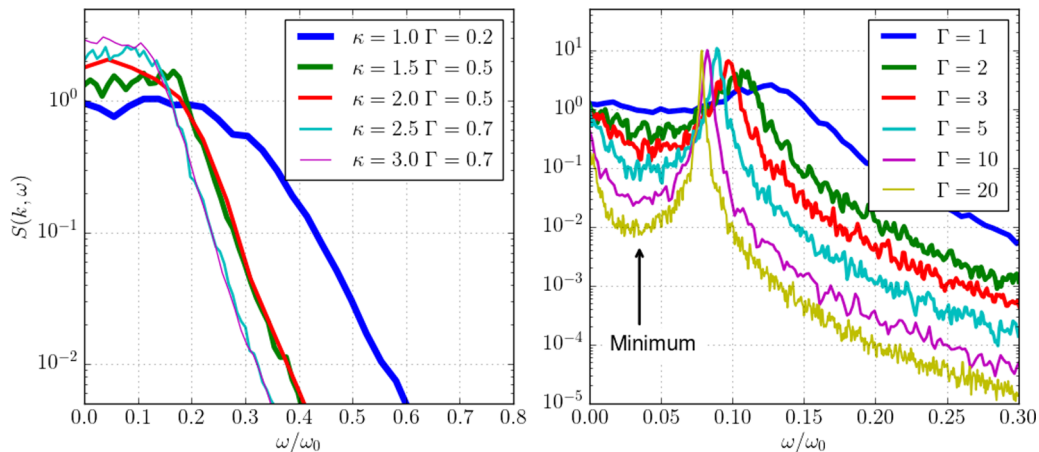 S(k, ω)
10^0
10^{-1}
10^{-2}
0.0 0.1 0.2 0.3 0.4 0.5 0.6 0.7 0.8
ω/ω_0
κ = 1.0 Γ = 0.2
κ = 1.5 Γ = 0.5
κ = 2.0 Γ = 0.5
κ = 2.5 Γ = 0.7
κ = 3.0 Γ = 0.7
10^1
10^0
10^{-1}
10^{-2}
10^{-3}
10^{-4}
10^{-5}
0.00 0.05 0.10 0.15 0.20 0.25 0.30
ω/ω_0
Γ = 1
Γ = 2
Γ = 3
Γ = 5
Γ = 10
Γ = 20
Minimum